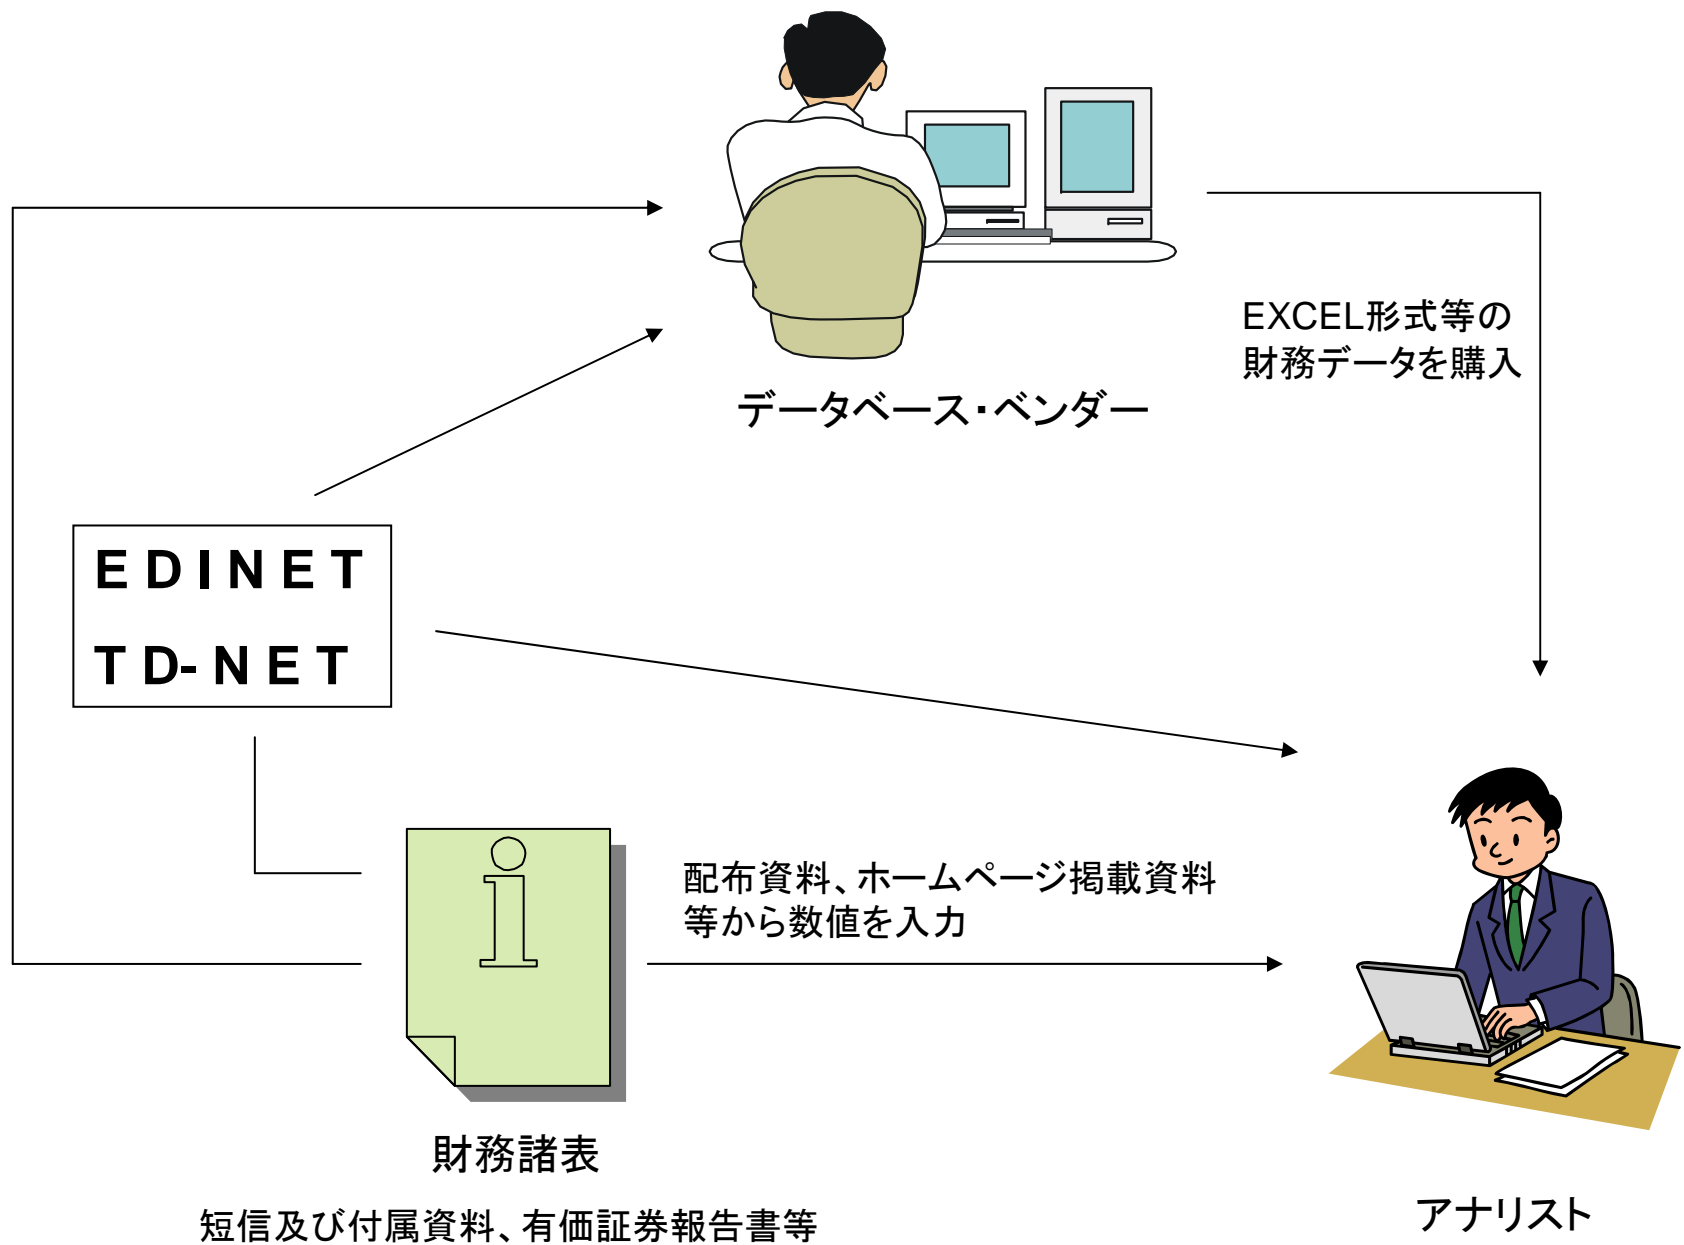 EXCEL形式等の
財務データを購入
データベース・ベンダー
EDINET
TD-NET
配布資料、ホームページ掲載資料
等から数値を入力
財務諸表
短信及び付属資料、有価証券報告書等
アナリスト